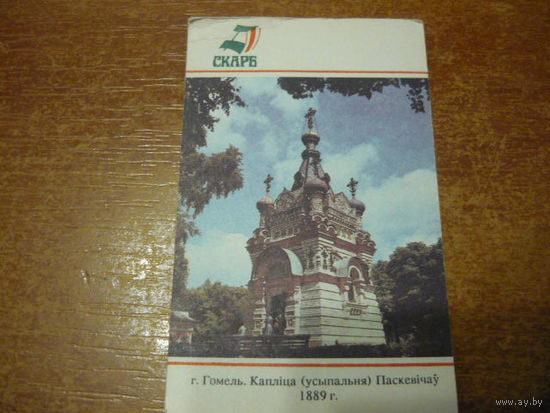 СКАРБ
г. Гомель. Капліца (усыпальня) Паскевічаў
1889 г.
www.ay.by